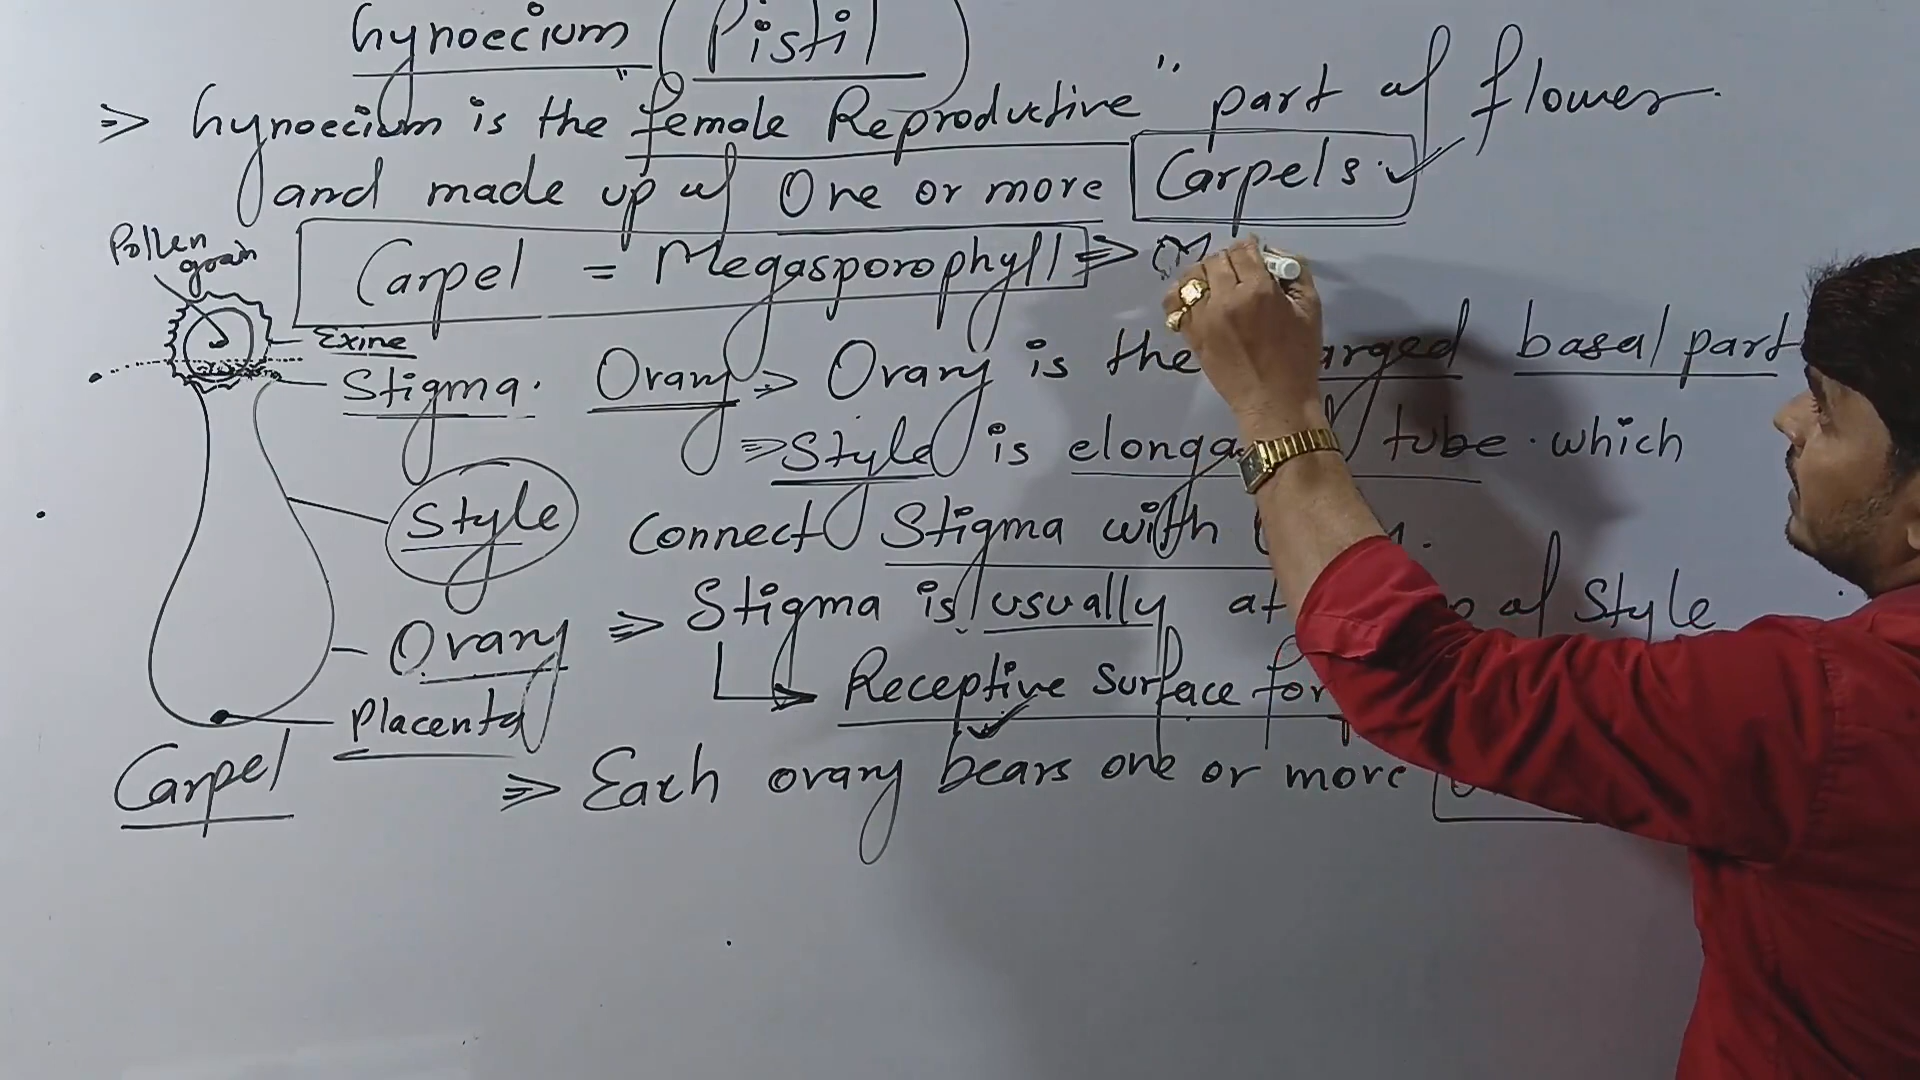 Gynoecium (Pistil)
⇒ Gynoecium is the "female Reproductive" part of flower.
and made up of One or more Carpels.
Carpel = Megasporophyll ⇒ M
Pollen
grain
Exine
Stigma.
Ovary ⇒ Ovary is the basal part
⇒ Style is tube which
Style
Connect Stigma with
Ovary
⇒ Stigma is usually at of Style
Receptive surface for
Placenta
Carpel
⇒ Each ovary bears one or more